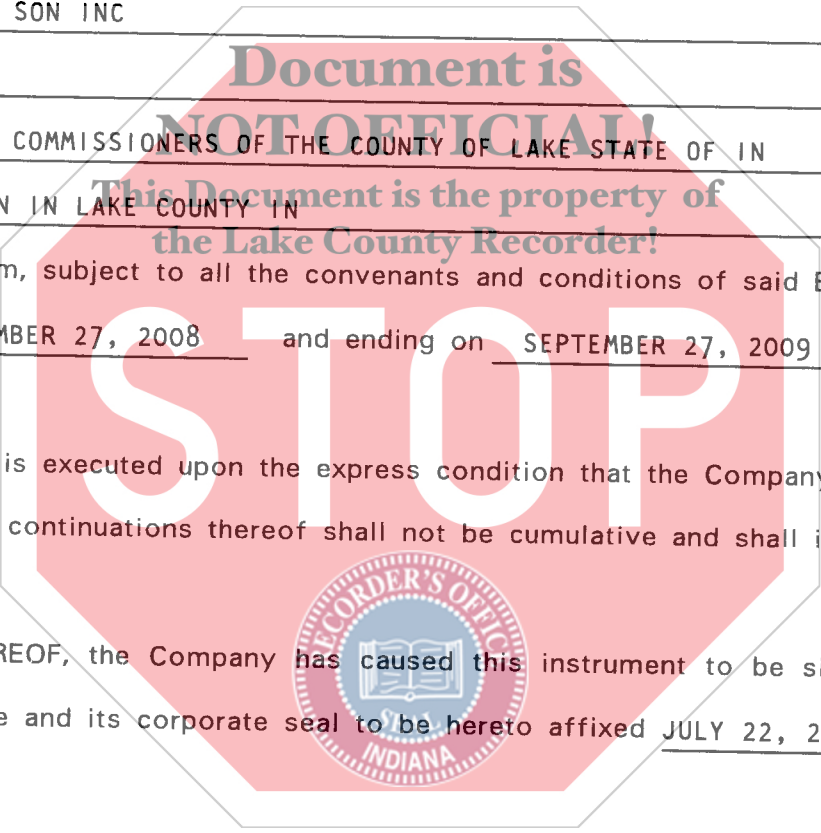 SON INC
Document is
NOT OFFICIAL!
COMMISSIONERS OF THE COUNTY OF LAKE STATE OF IN
This Document is the property of
N IN LAKE COUNTY IN
the Lake County Recorder!
m, subject to all the convenants and conditions of said
MBER 27, 2008 and ending on SEPTEMBER 27, 2009
STOP
is executed upon the express condition that the Company
continuations thereof shall not be cumulative and shall i
RECORDER'S OFFICE
REOF, the Company has caused this instrument to be si
e and its corporate seal to be hereto affixed JULY 22, 2
SEAL
INDIANA